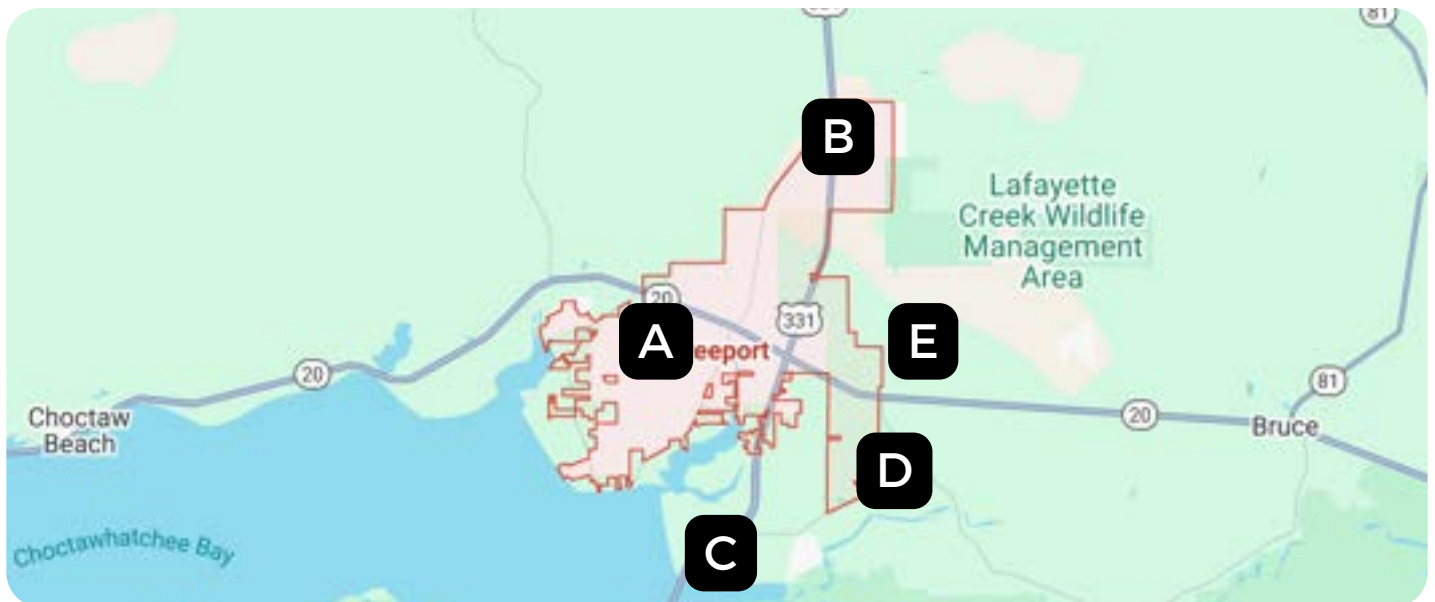 81
B
Lafayette
Creek Wildlife
Management
Area
20
331
A
eeport
E
20
81
Choctaw
Beach
20
Bruce
D
Choctawhatchee Bay
C